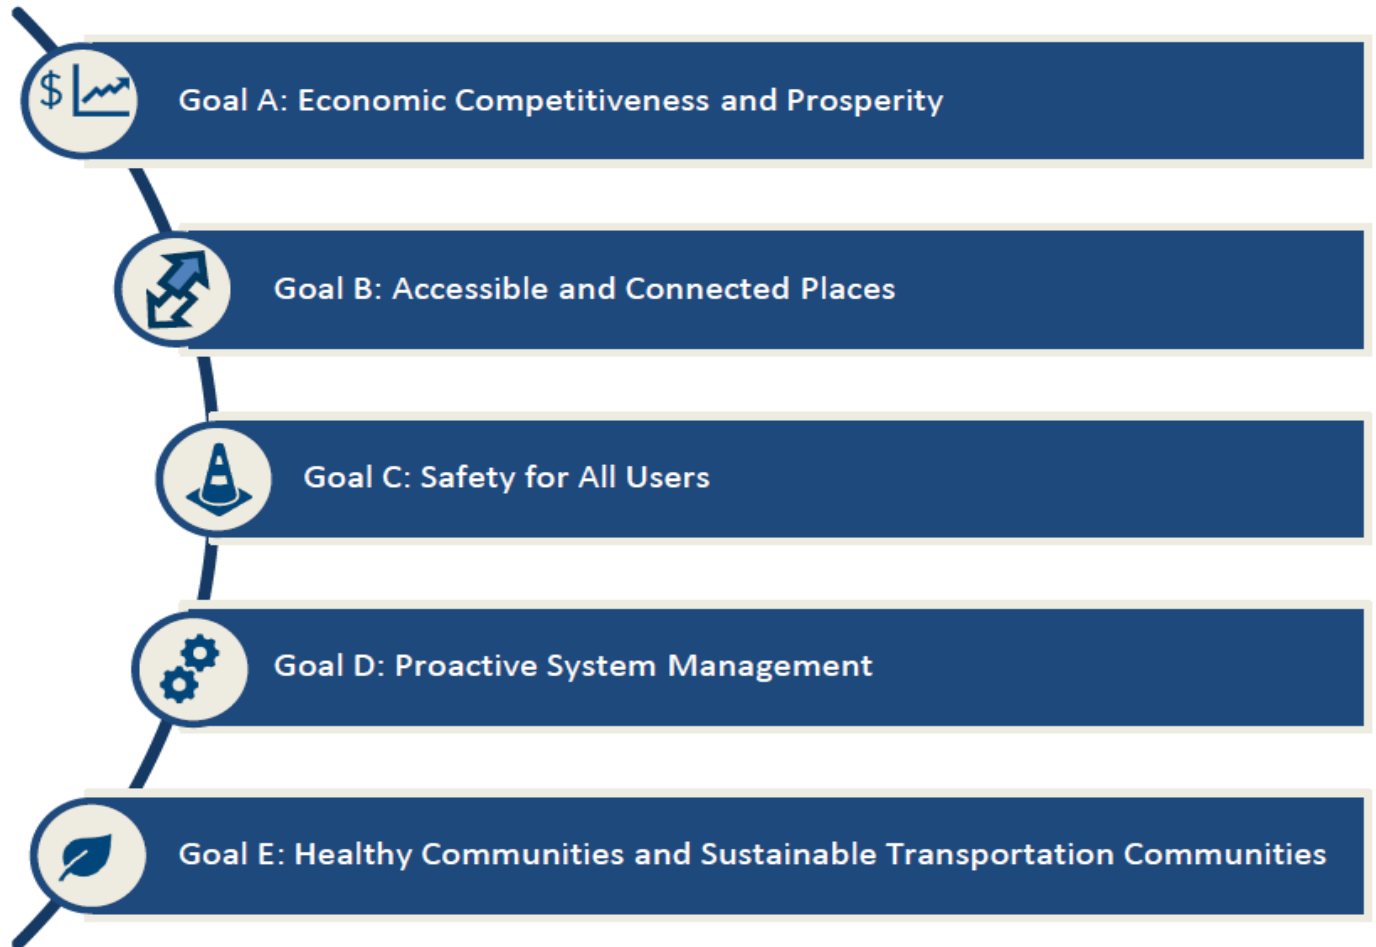 $
Goal A: Economic Competitiveness and Prosperity
Goal B: Accessible and Connected Places
Goal C: Safety for All Users
Goal D: Proactive System Management
Goal E: Healthy Communities and Sustainable Transportation Communities